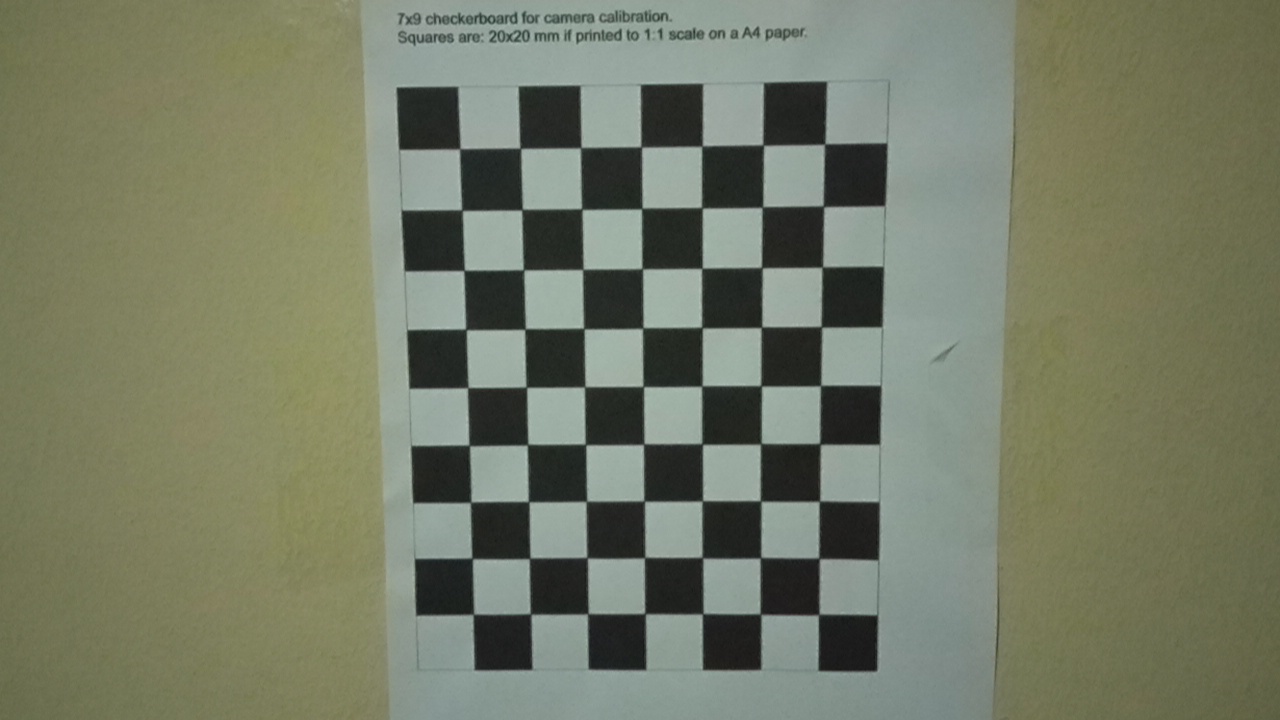 7x9 checkerboard for camera calibration.
Squares are: 20x20 mm if printed to 1:1 scale on a A4 paper.